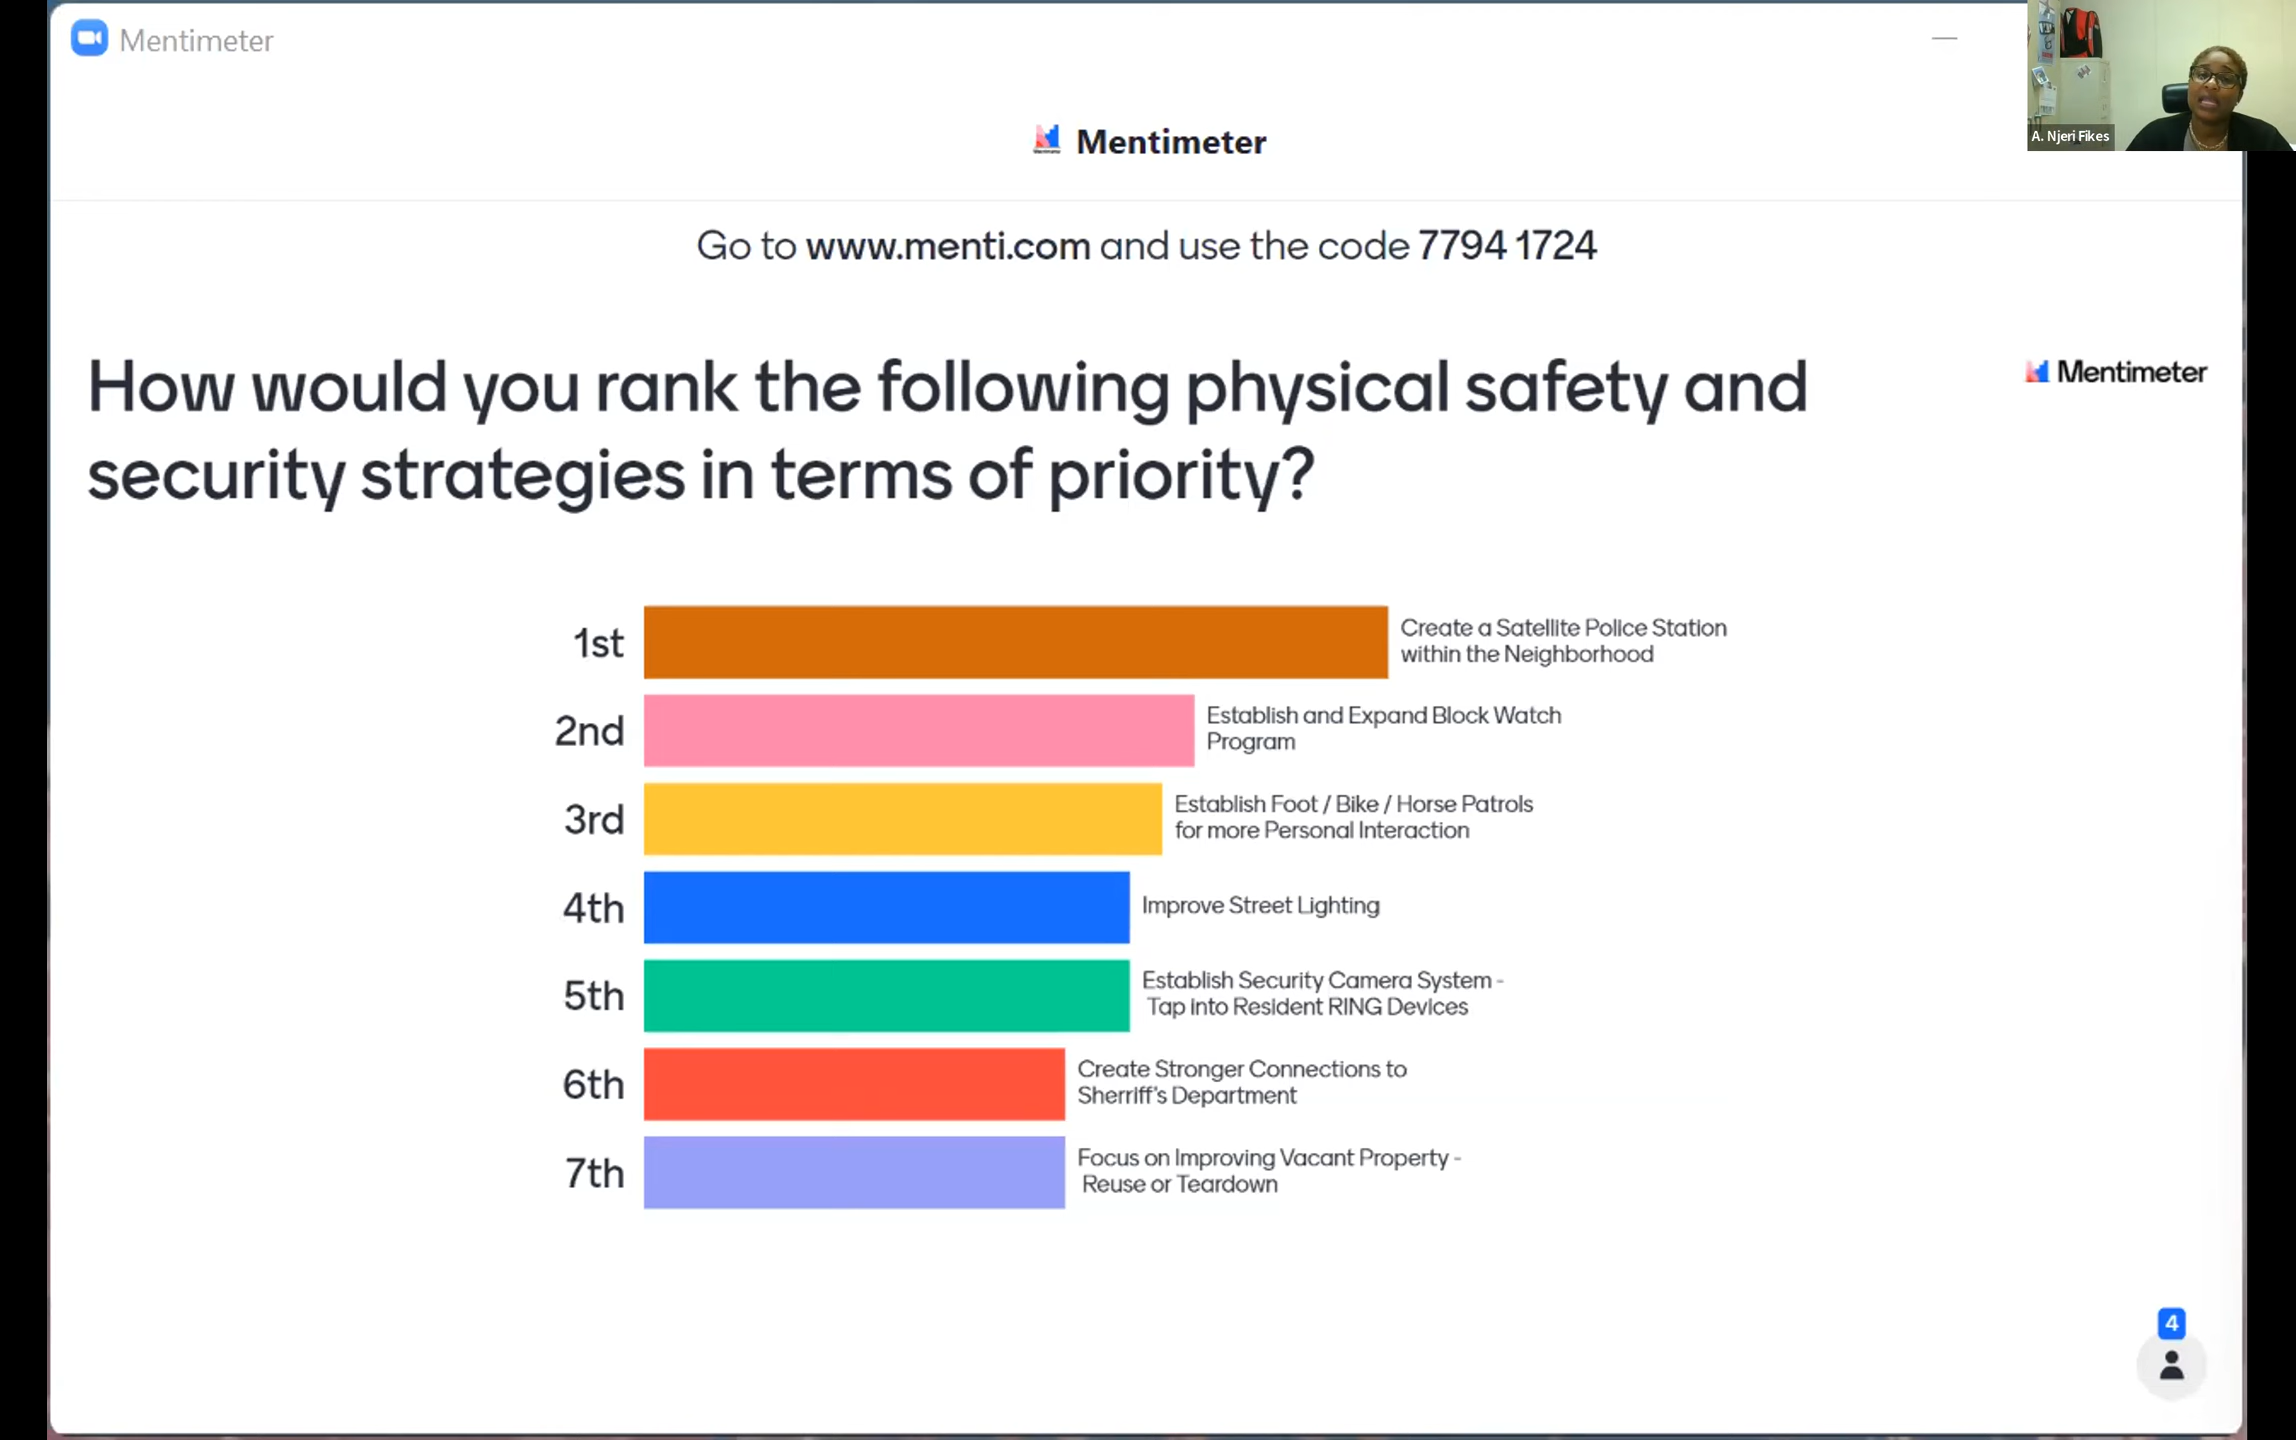 Mentimeter
A. Njeri Fikes
Mentimeter
Go to www.menti.com and use the code 7794 1724
How would you rank the following physical safety and
security strategies in terms of priority?
Mentimeter
1st
Create a Satellite Police Station
within the Neighborhood
2nd
Establish and Expand Block Watch
Program
3rd
Establish Foot / Bike / Horse Patrols
for more Personal Interaction
4th
Improve Street Lighting
5th
Establish Security Camera System -
Tap into Resident RING Devices
6th
Create Stronger Connections to
Sherriff's Department
7th
Focus on Improving Vacant Property -
Reuse or Teardown
4